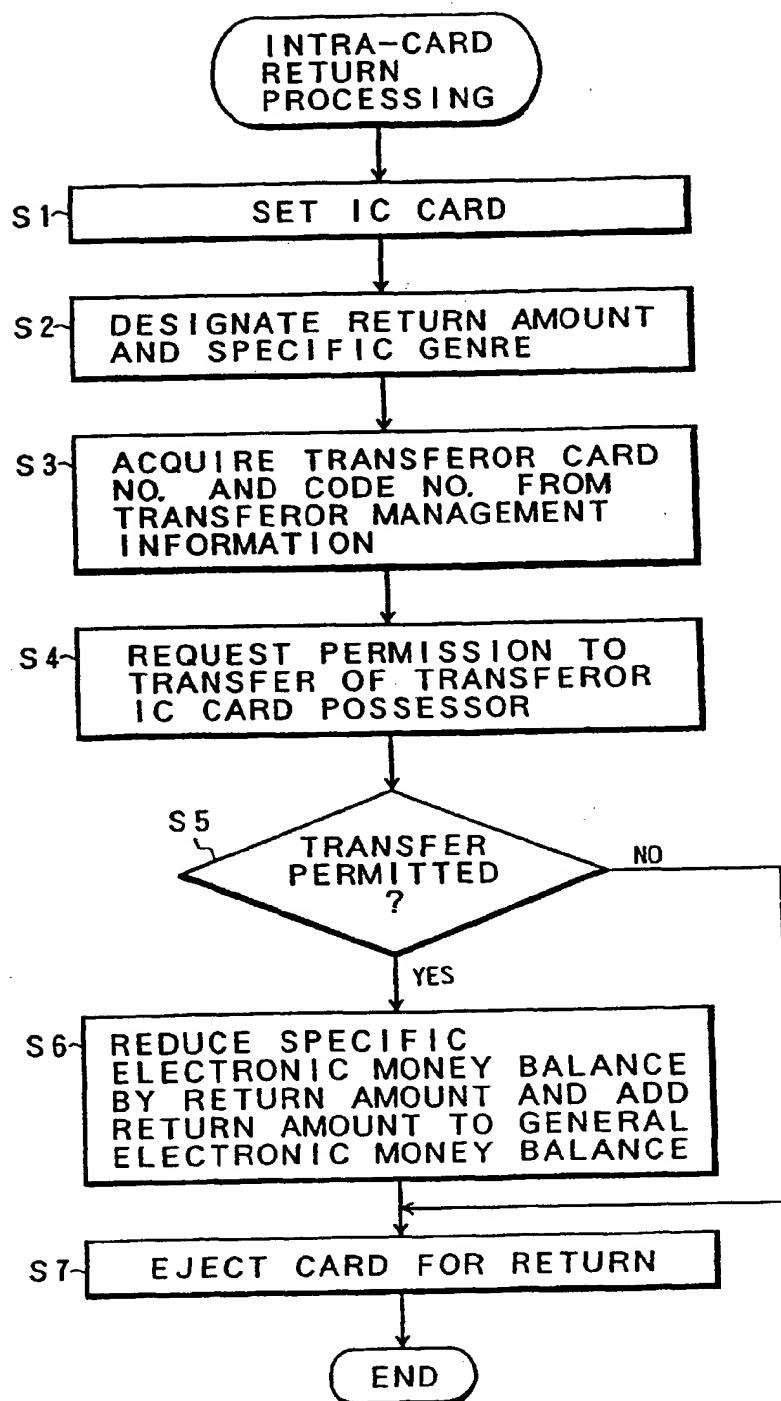 INTRA-CARD
RETURN
PROCESSING
S1
SET IC CARD
S2
DESIGNATE RETURN AMOUNT
AND SPECIFIC GENRE
S3
ACQUIRE TRANSFEROR CARD
NO. AND CODE NO. FROM
TRANSFEROR MANAGEMENT
INFORMATION
S4
REQUEST PERMISSION TO
TRANSFER OF TRANSFEROR
IC CARD POSSESSOR
S5
TRANSFER
PERMITTED
?
NO
YES
S6
REDUCE SPECIFIC
ELECTRONIC MONEY BALANCE
BY RETURN AMOUNT AND ADD
RETURN AMOUNT TO GENERAL
ELECTRONIC MONEY BALANCE
S7
EJECT CARD FOR RETURN
END